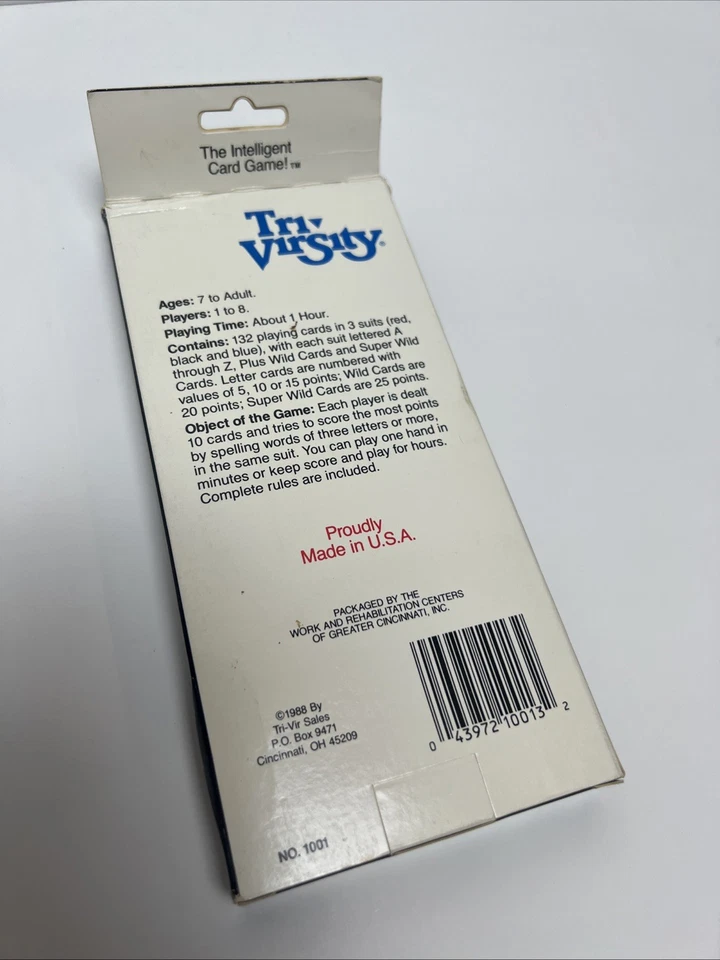 The Intelligent
Card Game!™
Tri-
VirSity®
Ages: 7 to Adult.
Players: 1 to 8.
Playing Time: About 1 Hour.
Contains: 132 playing cards in 3 suits (red,
black and blue), with each suit lettered A
through Z, Plus Wild Cards and Super Wild
Cards. Letter cards are numbered with
values of 5, 10 or 15 points; Wild Cards are
20 points; Super Wild Cards are 25 points.
Object of the Game: Each player is dealt
10 cards and tries to score the most points
by spelling words of three letters or more,
in the same suit. You can play one hand in
minutes or keep score and play for hours.
Complete rules are included.
Proudly
Made in U.S.A.
PACKAGED BY THE
WORK AND REHABILITATION CENTERS
OF GREATER CINCINNATI, INC.
©1988 By
Tri-Vir Sales
P.O. Box 9471
Cincinnati, OH 45209
0 43972 10013 2
NO. 1001